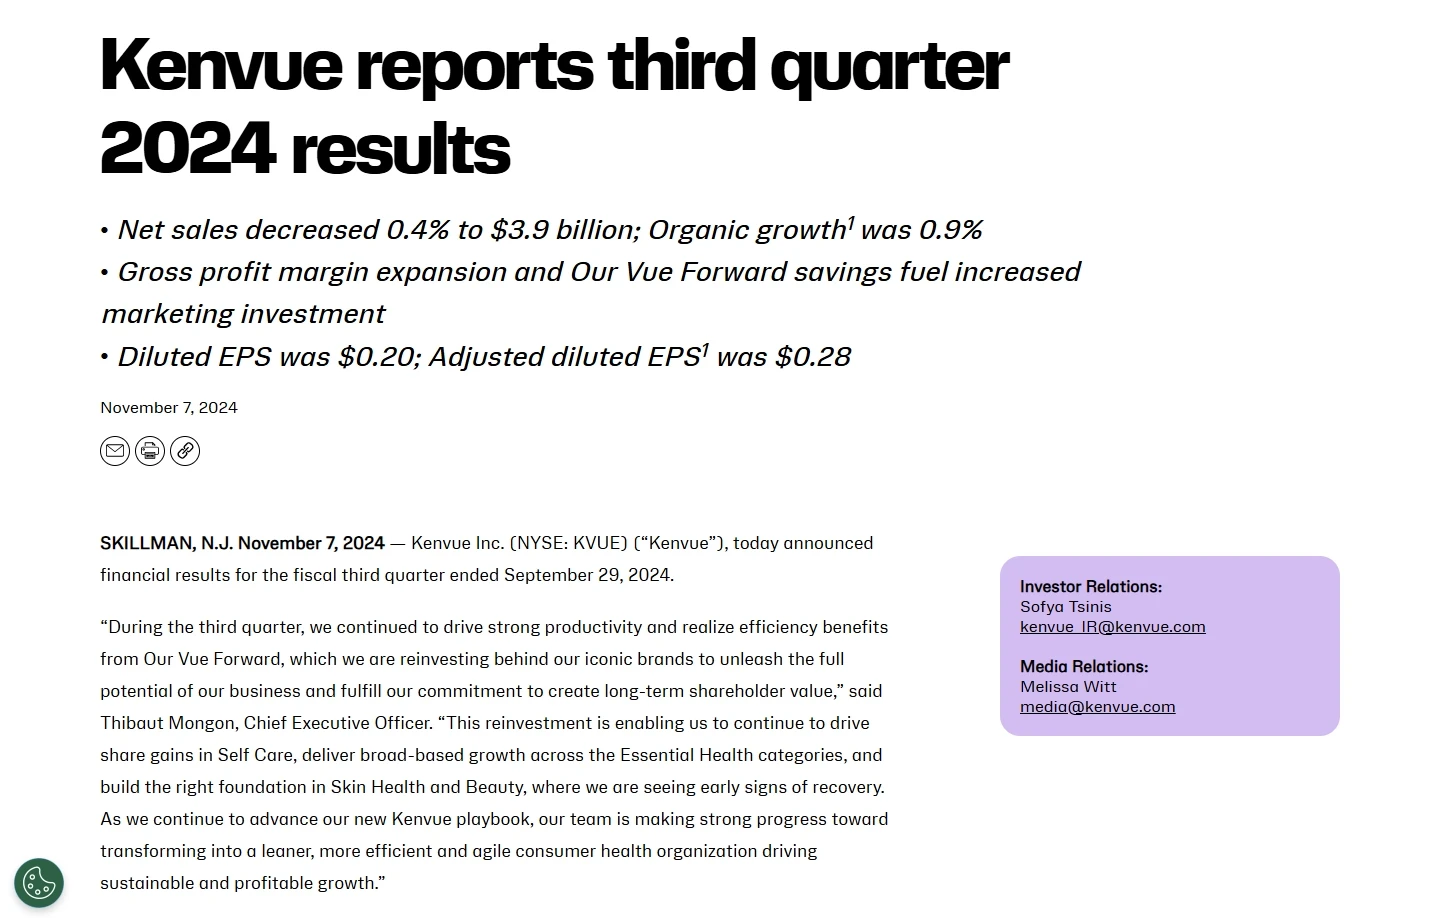 Kenvue reports third quarter
2024 results
• Net sales decreased 0.4% to $3.9 billion; Organic growth1 was 0.9%
• Gross profit margin expansion and Our Vue Forward savings fuel increased
marketing investment
• Diluted EPS was $0.20; Adjusted diluted EPS1 was $0.28
November 7, 2024
SKILLMAN, N.J. November 7, 2024 — Kenvue Inc. (NYSE: KVUE) (“Kenvue”), today announced
financial results for the fiscal third quarter ended September 29, 2024.
“During the third quarter, we continued to drive strong productivity and realize efficiency benefits
from Our Vue Forward, which we are reinvesting behind our iconic brands to unleash the full
potential of our business and fulfill our commitment to create long-term shareholder value,” said
Thibaut Mongon, Chief Executive Officer. “This reinvestment is enabling us to continue to drive
share gains in Self Care, deliver broad-based growth across the Essential Health categories, and
build the right foundation in Skin Health and Beauty, where we are seeing early signs of recovery.
As we continue to advance our new Kenvue playbook, our team is making strong progress toward
transforming into a leaner, more efficient and agile consumer health organization driving
sustainable and profitable growth.”
Investor Relations:
Sofya Tsinis
kenvue_IR@kenvue.com
Media Relations:
Melissa Witt
media@kenvue.com